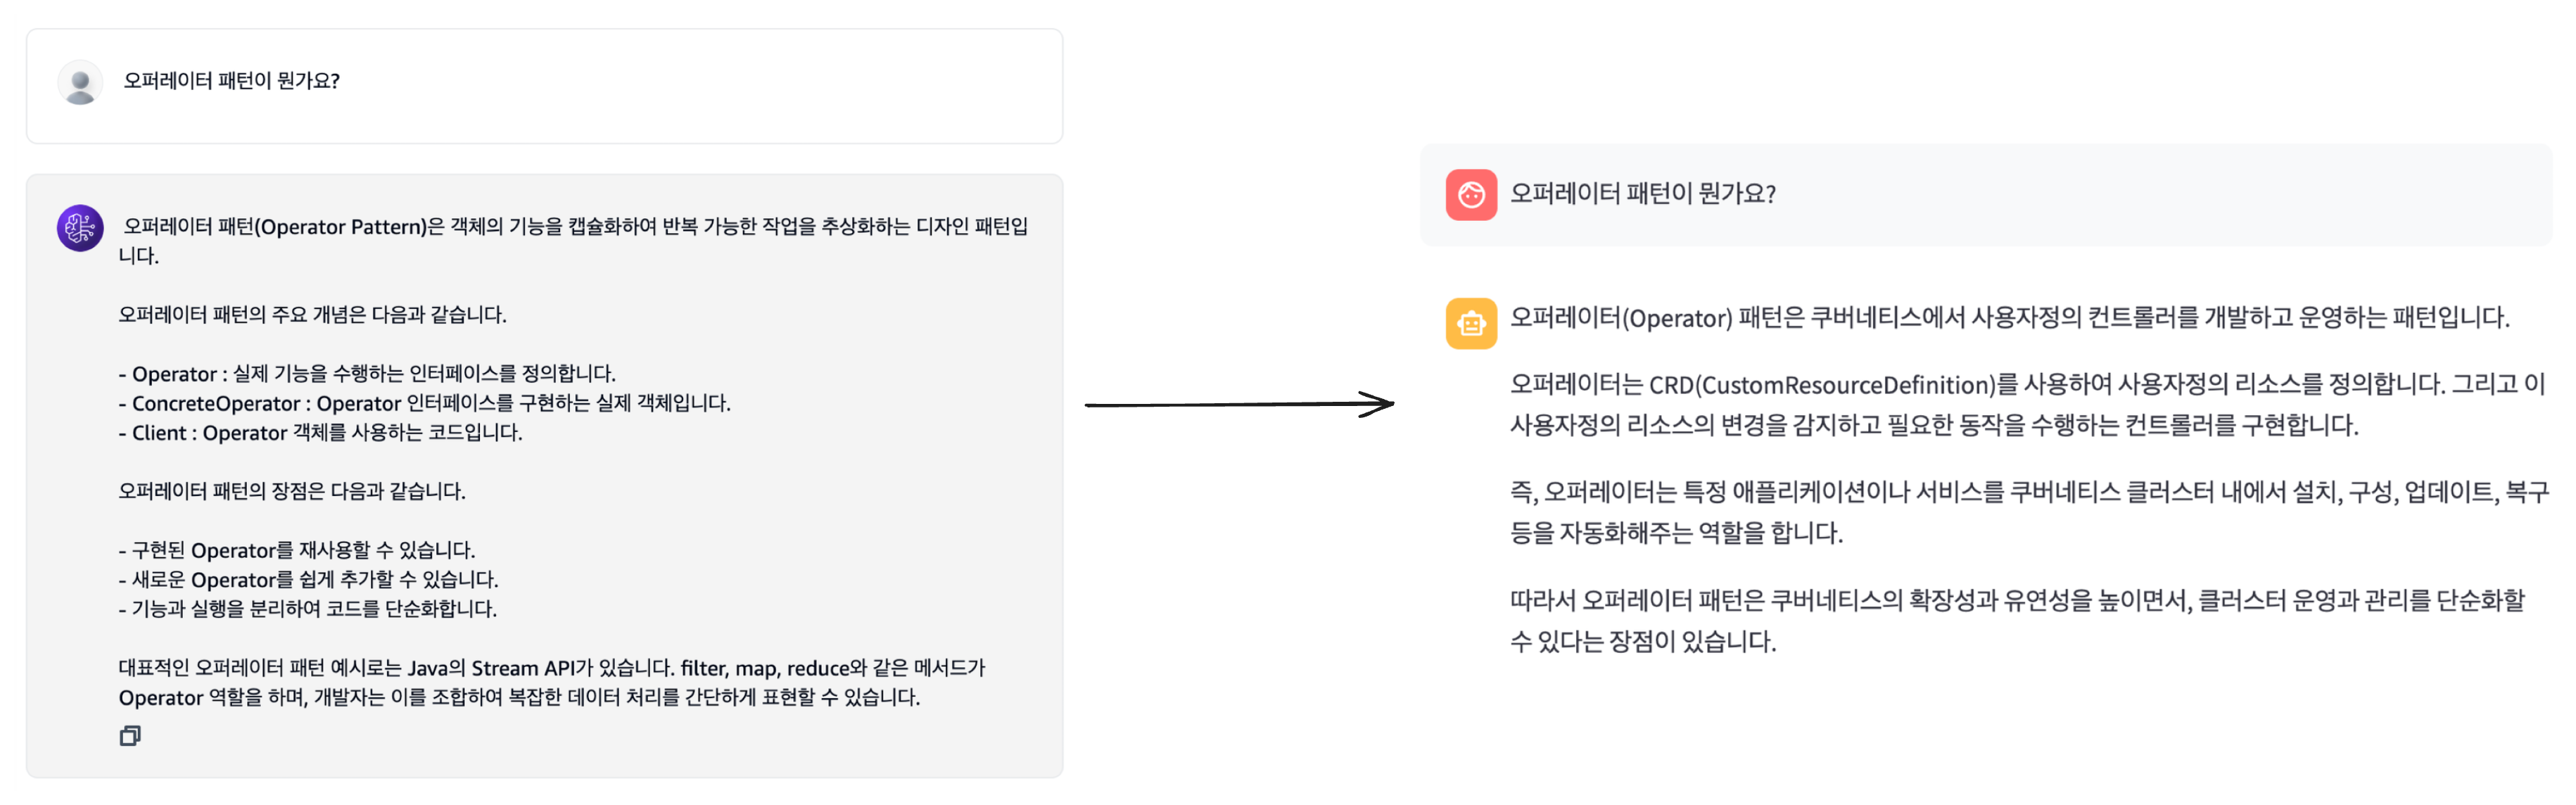 오퍼레이터 패턴이 뭔가요?
오퍼레이터 패턴(Operator Pattern)은 객체의 기능을 캡슐화하여 반복 가능한 작업을 추상화하는 디자인 패턴입
니다.
오퍼레이터 패턴의 주요 개념은 다음과 같습니다.
- Operator : 실제 기능을 수행하는 인터페이스를 정의합니다.
- ConcreteOperator : Operator 인터페이스를 구현하는 실제 객체입니다.
- Client : Operator 객체를 사용하는 코드입니다.
오퍼레이터 패턴의 장점은 다음과 같습니다.
- 구현된 Operator를 재사용할 수 있습니다.
- 새로운 Operator를 쉽게 추가할 수 있습니다.
- 기능과 실행을 분리하여 코드를 단순화합니다.
대표적인 오퍼레이터 패턴 예시로는 Java의 Stream API가 있습니다. filter, map, reduce와 같은 메서드가
Operator 역할을 하며, 개발자는 이를 조합하여 복잡한 데이터 처리를 간단하게 표현할 수 있습니다.
오퍼레이터 패턴이 뭔가요?
오퍼레이터(Operator) 패턴은 쿠버네티스에서 사용자정의 컨트롤러를 개발하고 운영하는 패턴입니다.
오퍼레이터는 CRD(CustomResourceDefinition)를 사용하여 사용자정의 리소스를 정의합니다. 그리고 이
사용자정의 리소스의 변경을 감지하고 필요한 동작을 수행하는 컨트롤러를 구현합니다.
즉, 오퍼레이터는 특정 애플리케이션이나 서비스를 쿠버네티스 클러스터 내에서 설치, 구성, 업데이트, 복구
등을 자동화해주는 역할을 합니다.
따라서 오퍼레이터 패턴은 쿠버네티스의 확장성과 유연성을 높이면서, 클러스터 운영과 관리를 단순화할
수 있다는 장점이 있습니다.